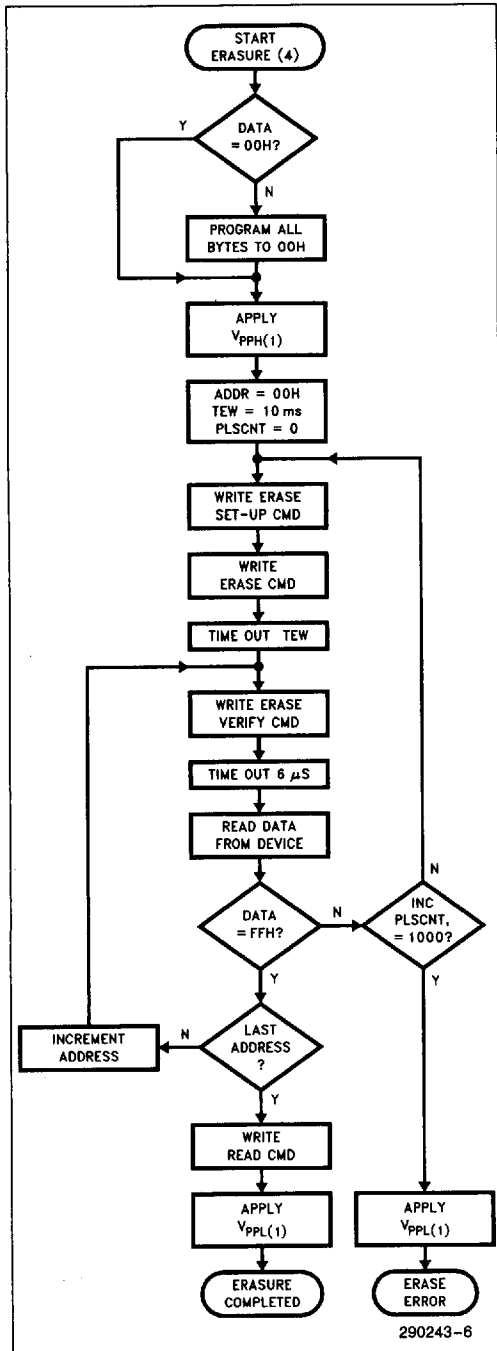 START
ERASURE (4)
Y
DATA
= 00H?
N
PROGRAM ALL
BYTES TO 00H
APPLY
VPPH(1)
ADDR = 00H
TEW = 10 ms
PLSCNT = 0
WRITE ERASE
SET-UP CMD
WRITE
ERASE CMD
TIME OUT TEW
WRITE ERASE
VERIFY CMD
TIME OUT 6 μS
READ DATA
FROM DEVICE
DATA
= FFH?
N
INC
PLSCNT,
= 1000?
N
Y
Y
INCREMENT
ADDRESS
N
LAST
ADDRESS
?
Y
WRITE
READ CMD
APPLY
VPPL(1)
APPLY
VPPL(1)
ERASURE
COMPLETED
ERASE
ERROR
290243-6